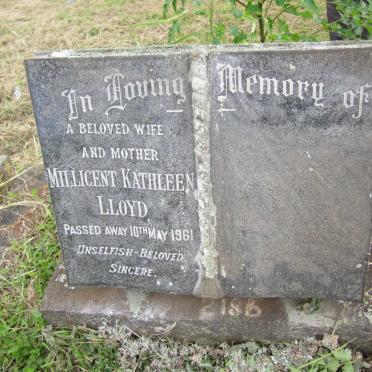 In Loving Memory of
A BELOVED WIFE
AND MOTHER
MILLICENT KATHLEEN
LLOYD
PASSED AWAY 10TH MAY 1961
UNSELFISH-BELOVED
SINCERE.